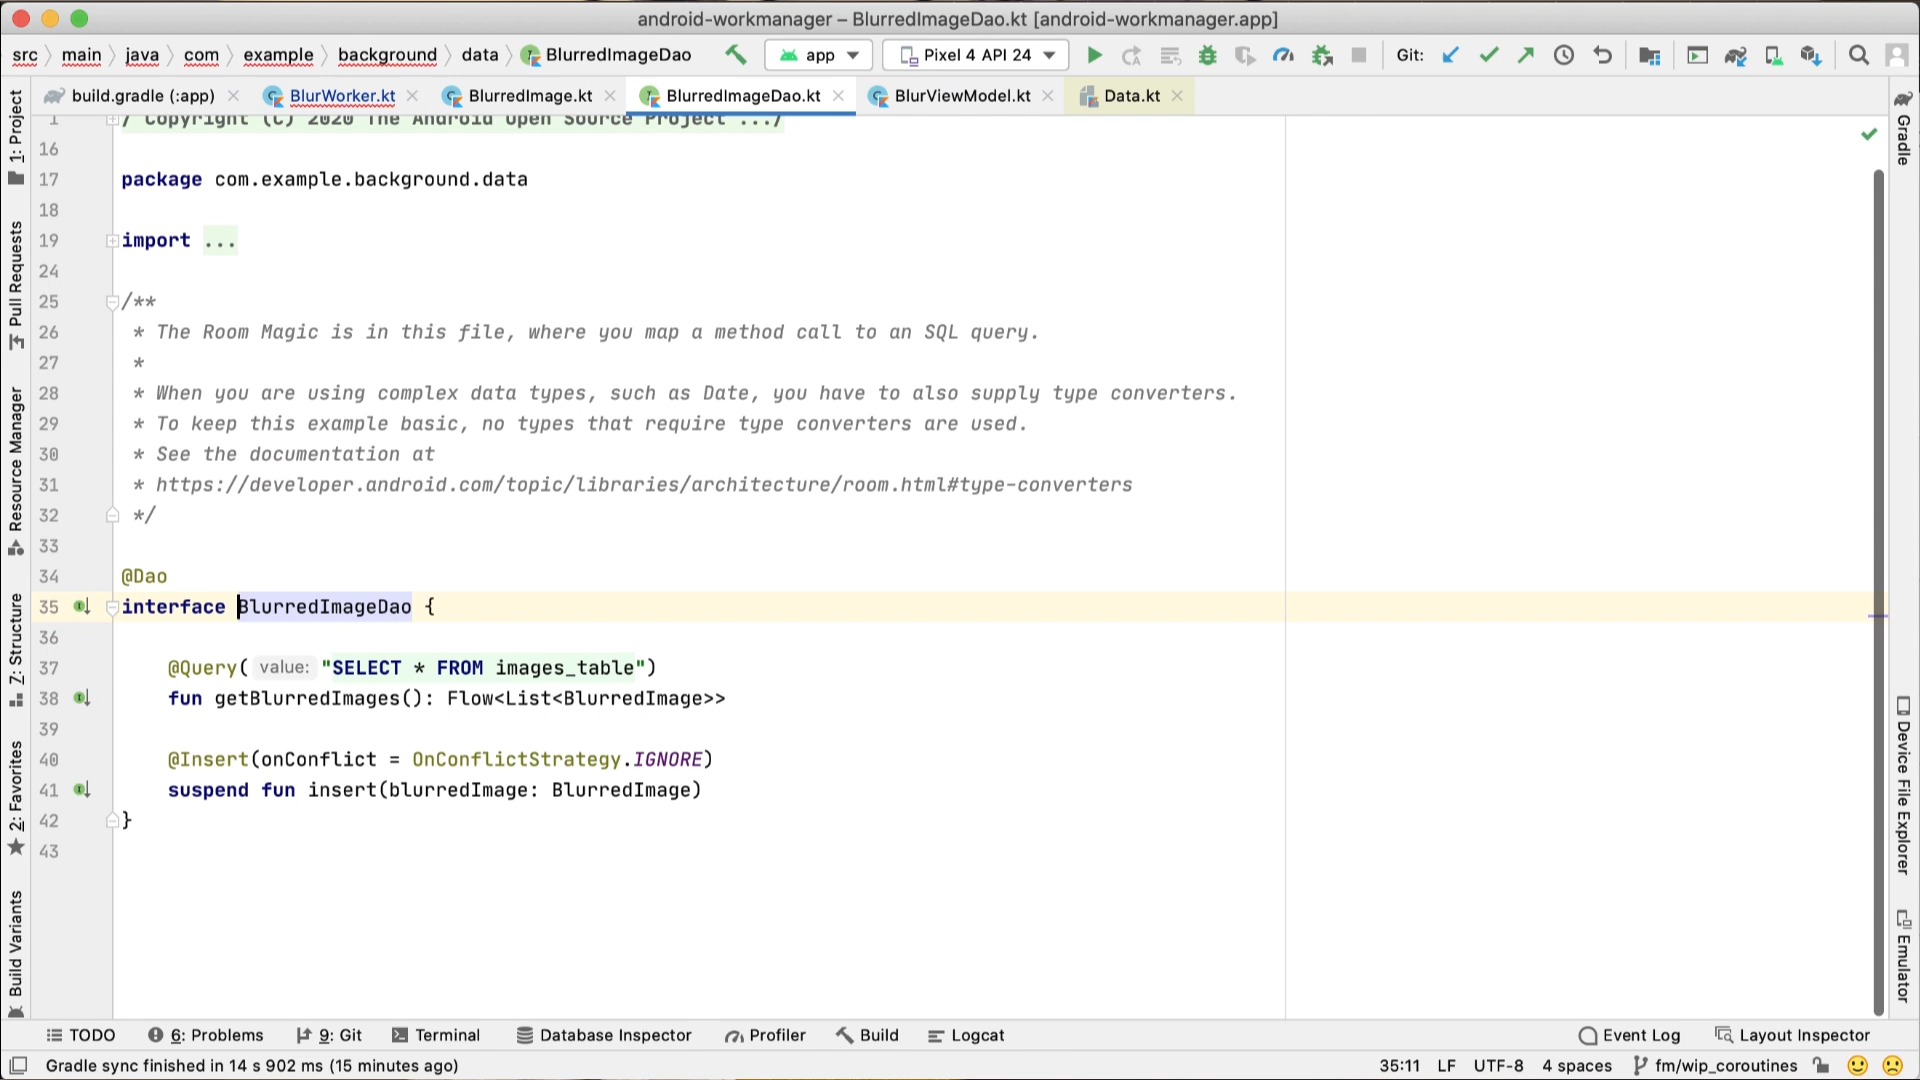 android-workmanager – BlurredImageDao.kt [android-workmanager.app]
src main java com example background data BlurredImageDao app Pixel 4 API 24 Git:
build.gradle (:app) BlurWorker.kt BlurredImage.kt BlurredImageDao.kt BlurViewModel.kt Data.kt
1 / Copyright (C) 2020 The Android Open Source Project .../
16
17 package com.example.background.data
18
19 import ...
24
25 /**
26 * The Room Magic is in this file, where you map a method call to an SQL query.
27 *
28 * When you are using complex data types, such as Date, you have to also supply type converters.
29 * To keep this example basic, no types that require type converters are used.
30 * See the documentation at
31 * https://developer.android.com/topic/libraries/architecture/room.html#type-converters
32 */
33
34 @Dao
35 interface BlurredImageDao {
36
37 @Query( value: "SELECT * FROM images_table")
38 fun getBlurredImages(): Flow<List<BlurredImage>>
39
40 @Insert(onConflict = OnConflictStrategy.IGNORE)
41 suspend fun insert(blurredImage: BlurredImage)
42 }
43
1: Project
Pull Requests
Resource Manager
7: Structure
2: Favorites
Build Variants
Gradle
Device File Explorer
Emulator
TODO 6: Problems 9: Git Terminal Database Inspector Profiler Build Logcat Event Log Layout Inspector
Gradle sync finished in 14 s 902 ms (15 minutes ago) 35:11 LF UTF-8 4 spaces fm/wip_coroutines